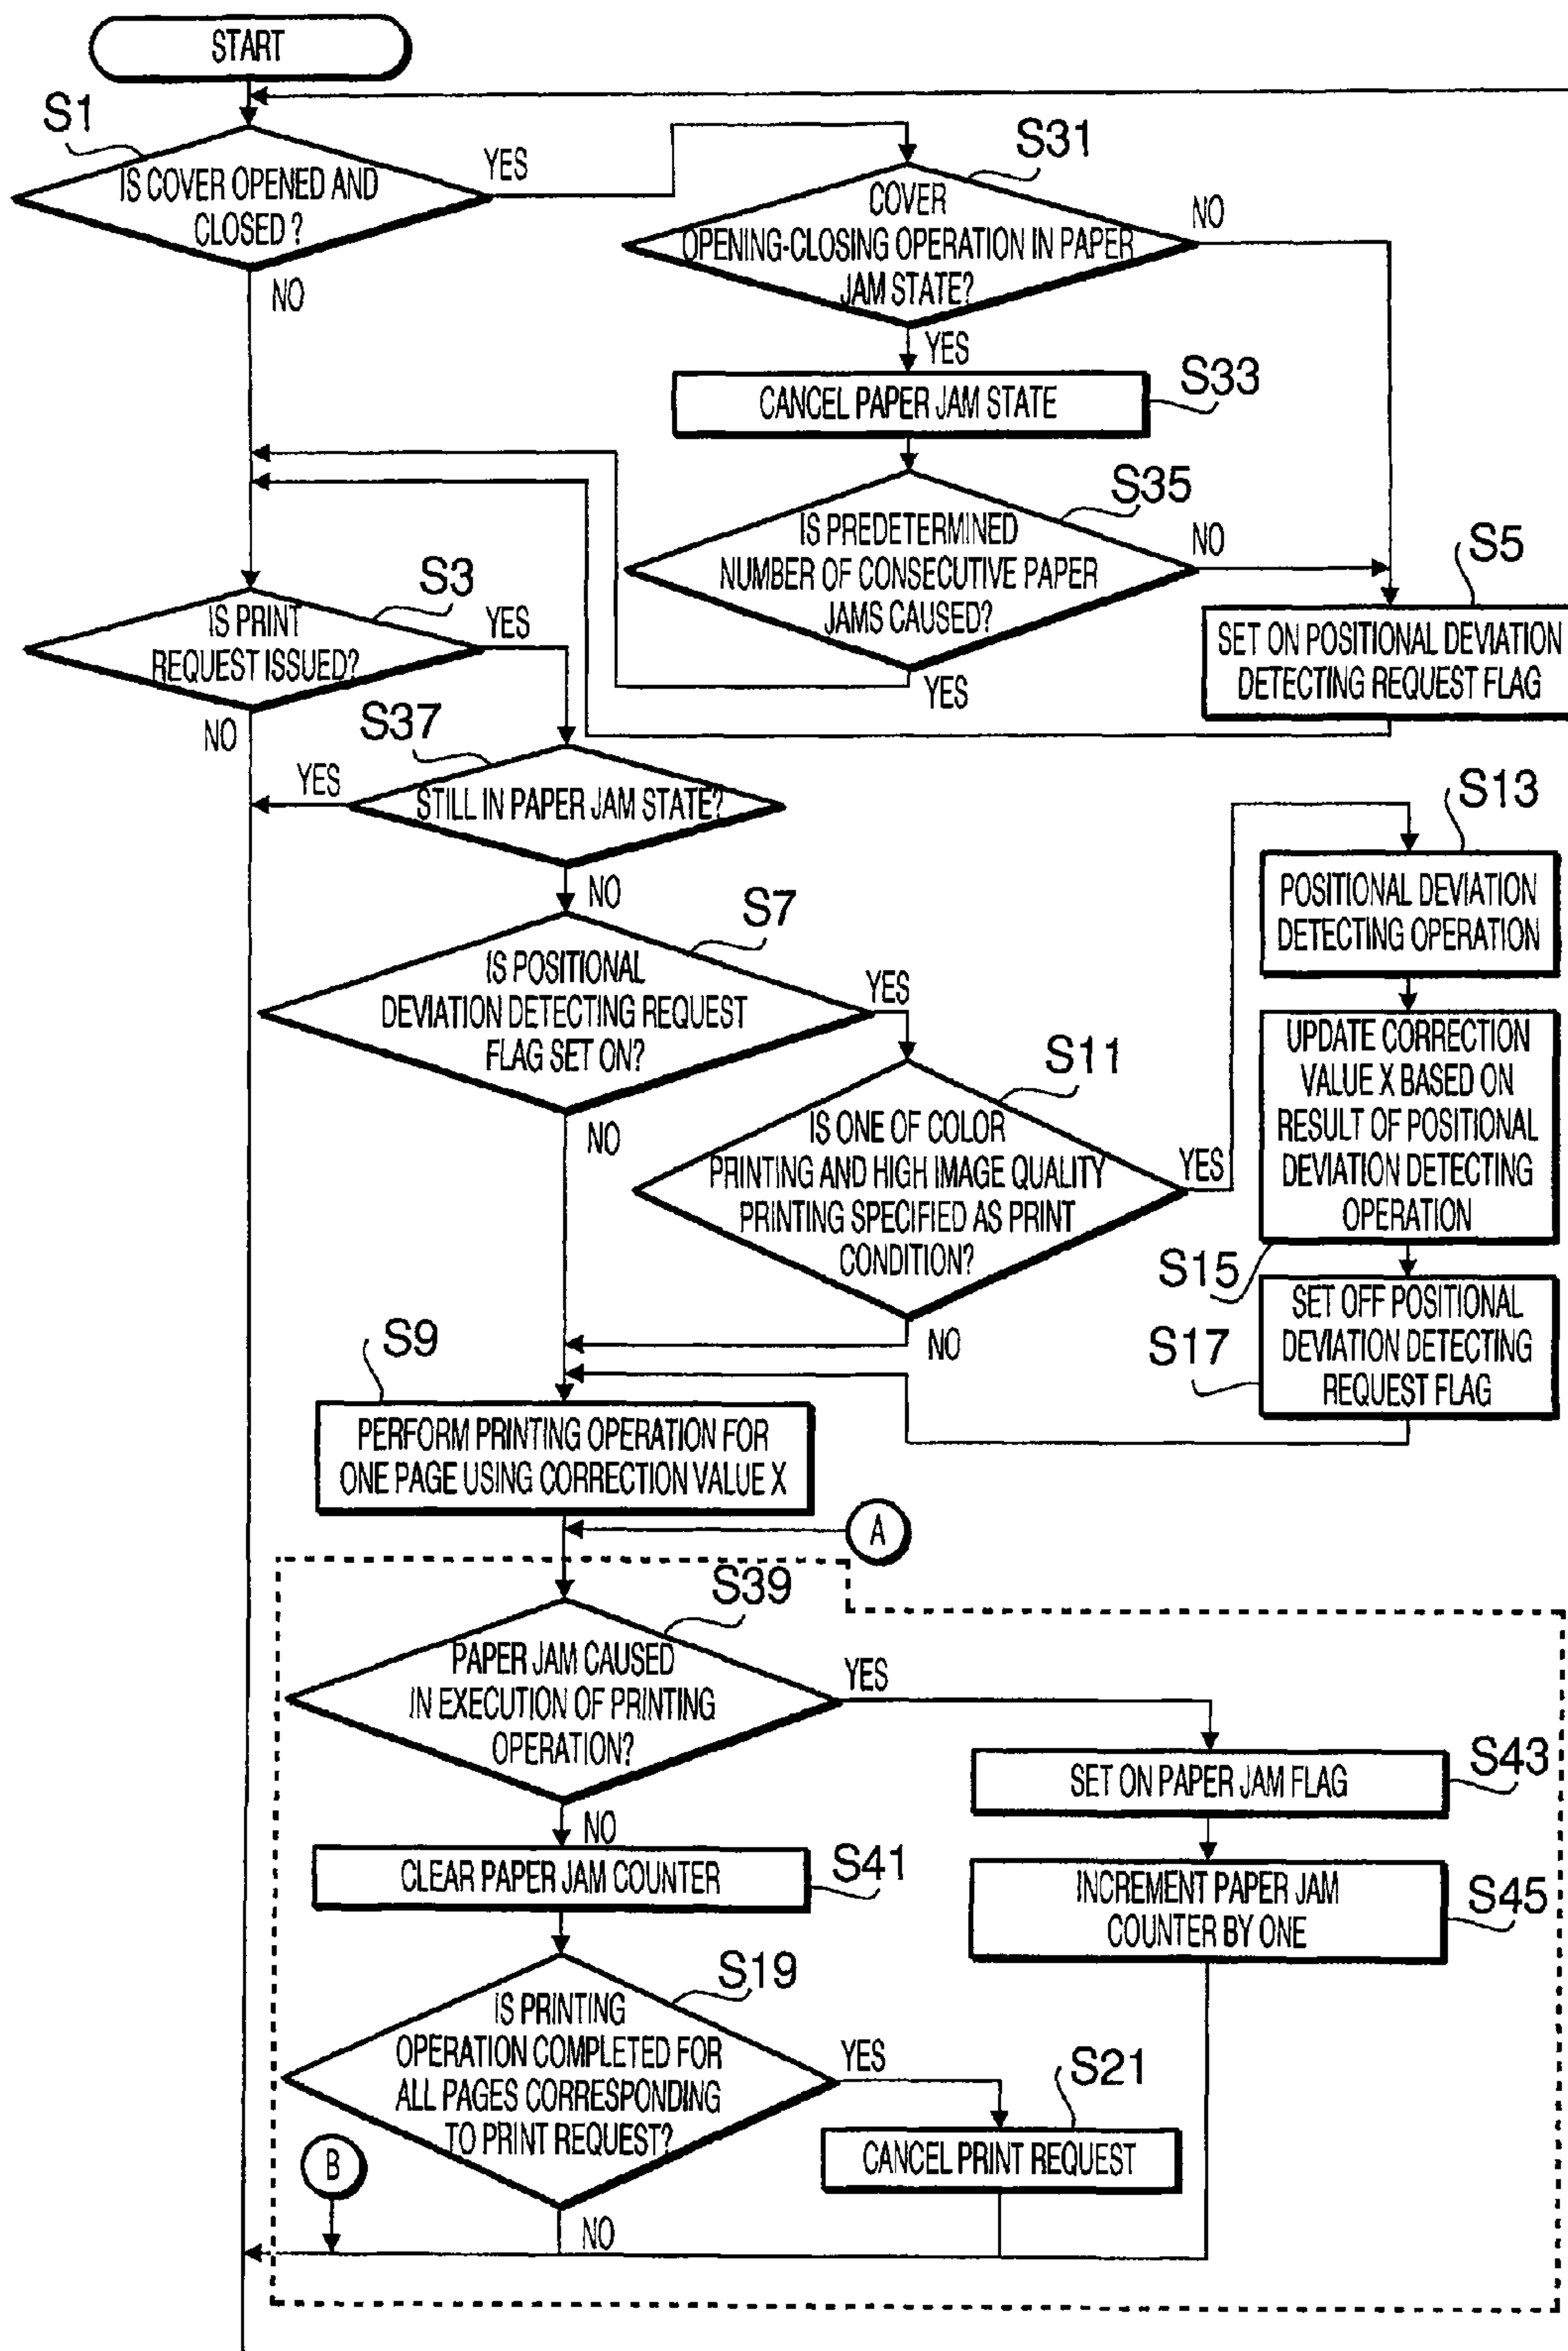 START
S1
IS COVER OPENED AND
CLOSED ?
YES
NO
S31
COVER
OPENING-CLOSING OPERATION IN PAPER
JAM STATE?
NO
YES
S33
CANCEL PAPER JAM STATE
S35
IS PREDETERMINED
NUMBER OF CONSECUTIVE PAPER
JAMS CAUSED?
NO
YES
S5
SET ON POSITIONAL DEVIATION
DETECTING REQUEST FLAG
S3
IS PRINT
REQUEST ISSUED?
YES
NO
S37
STILL IN PAPER JAM STATE?
YES
NO
S7
IS POSITIONAL
DEVIATION DETECTING REQUEST
FLAG SET ON?
YES
NO
S11
IS ONE OF COLOR
PRINTING AND HIGH IMAGE QUALITY
PRINTING SPECIFIED AS PRINT
CONDITION?
YES
NO
S13
POSITIONAL DEVIATION
DETECTING OPERATION
UPDATE CORRECTION
VALUE X BASED ON
RESULT OF POSITIONAL
DEVIATION DETECTING
OPERATION
S15
SET OFF POSITIONAL
DEVIATION DETECTING
REQUEST FLAG
S17
S9
PERFORM PRINTING OPERATION FOR
ONE PAGE USING CORRECTION VALUE X
A
S39
PAPER JAM CAUSED
IN EXECUTION OF PRINTING
OPERATION?
YES
NO
S43
SET ON PAPER JAM FLAG
S41
CLEAR PAPER JAM COUNTER
S45
INCREMENT PAPER JAM
COUNTER BY ONE
S19
IS PRINTING
OPERATION COMPLETED FOR
ALL PAGES CORRESPONDING
TO PRINT REQUEST?
YES
NO
S21
CANCEL PRINT REQUEST
B